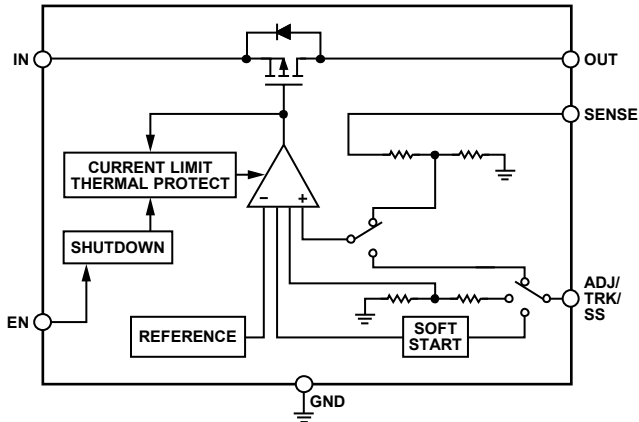 IN
OUT
SENSE
CURRENT LIMIT
THERMAL PROTECT
– +
SHUTDOWN
ADJ/
TRK/
SS
EN
REFERENCE
SOFT
START
GND